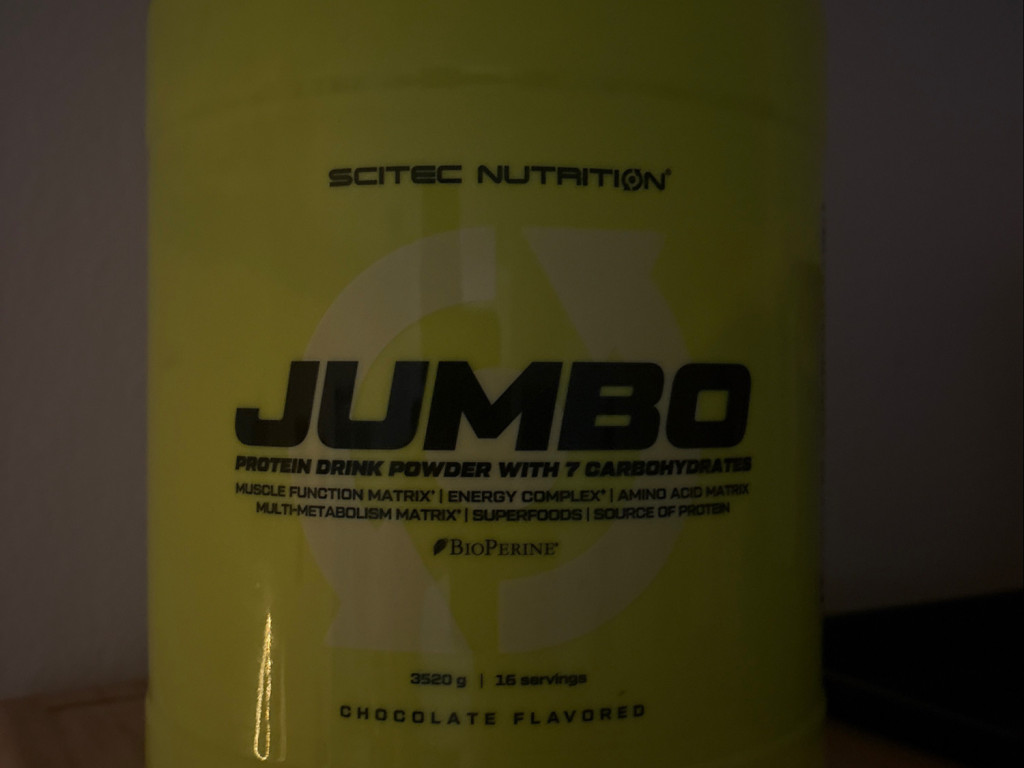 SCITEC NUTRITION®
JUMBO
PROTEIN DRINK POWDER WITH 7 CARBOHYDRATES
MUSCLE FUNCTION MATRIX* | ENERGY COMPLEX* | AMINO ACID MATRIX
MULTI-METABOLISM MATRIX* | SUPERFOODS | SOURCE OF PROTEIN
BIOPERINE®
3520 g | 16 servings
CHOCOLATE FLAVORED